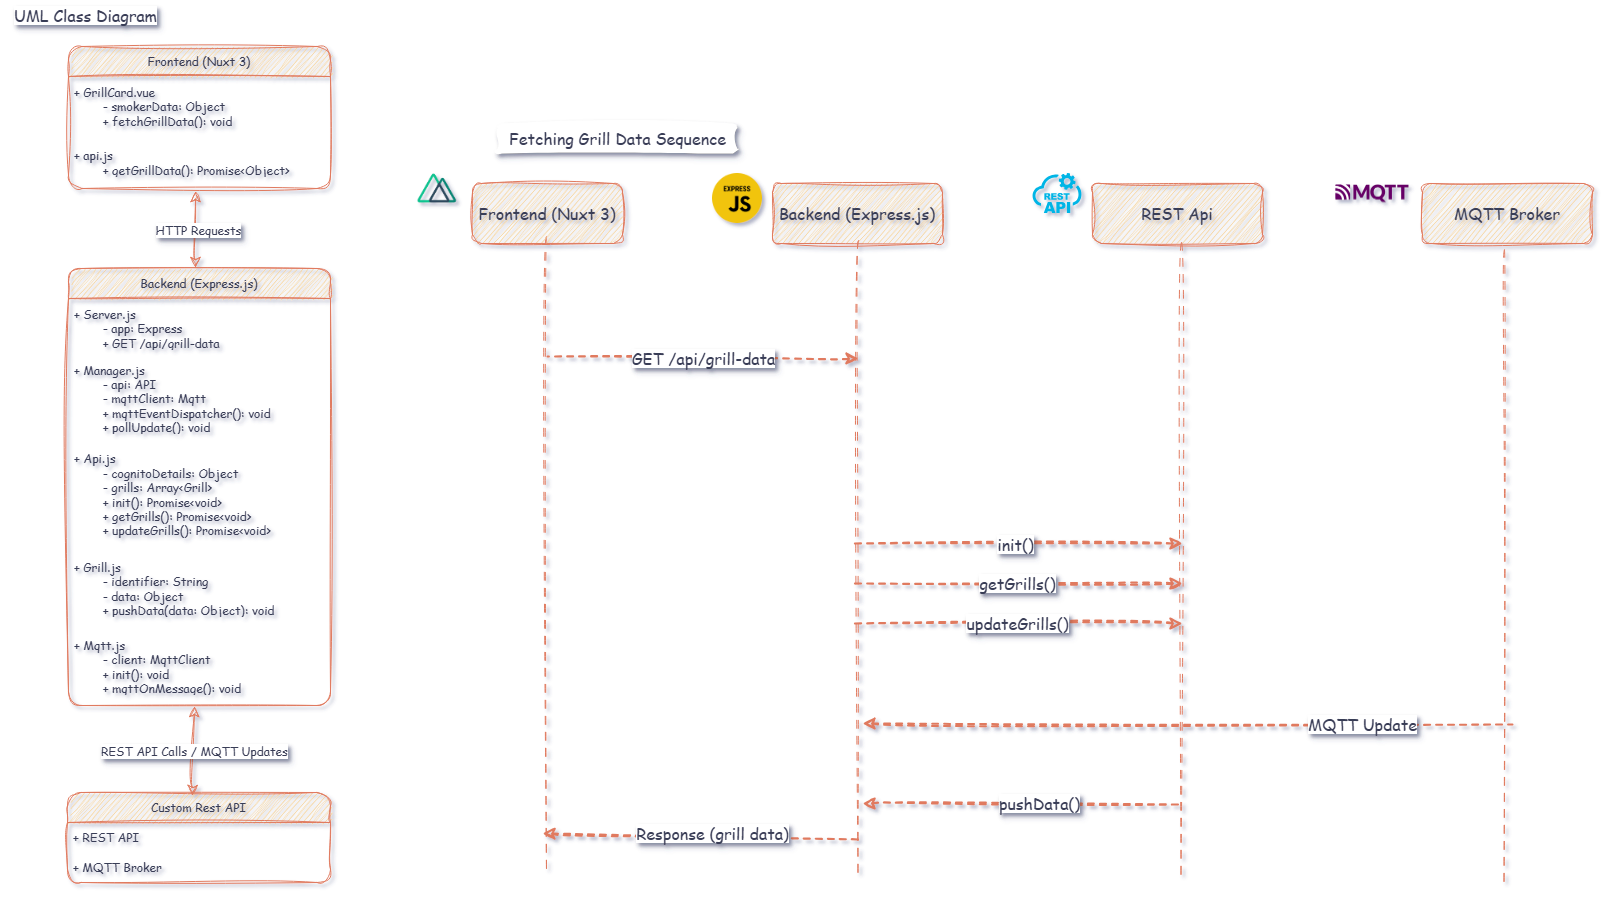 UML Class Diagram
Frontend (Nuxt 3)
+ GrillCard.vue
- smokerData: Object
+ fetchGrillData(): void
+ api.js
+ getGrillData(): Promise<Object>
HTTP Requests
Backend (Express.js)
+ Server.js
- app: Express
+ GET /api/grill-data
+ Manager.js
- api: API
- mqttClient: Mqtt
+ mqttEventDispatcher(): void
+ pollUpdate(): void
+ Api.js
- cognitoDetails: Object
- grills: Array<Grill>
+ init(): Promise<void>
+ getGrills(): Promise<void>
+ updateGrills(): Promise<void>
+ Grill.js
- identifier: String
- data: Object
+ pushData(data: Object): void
+ Mqtt.js
- client: MqttClient
+ init(): void
+ mqttOnMessage(): void
REST API Calls / MQTT Updates
Custom Rest API
+ REST API
+ MQTT Broker
Fetching Grill Data Sequence
Frontend (Nuxt 3)
EXPRESS
JS
Backend (Express.js)
REST
API
REST Api
MQTT
MQTT Broker
GET /api/grill-data
init()
getGrills()
updateGrills()
MQTT Update
pushData()
Response (grill data)